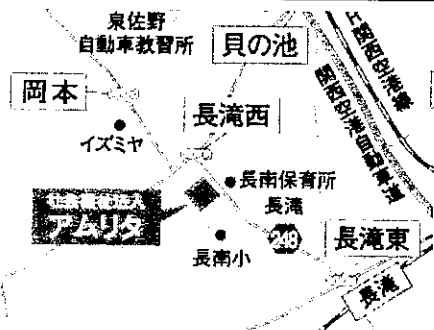 泉佐野
自動車教習所
貝の池
岡本
長滝西
イズミヤ
長南保育所
長滝
アムリタ
長南小
248
長滝東
長滝
関西空港線
関西空港自動車道